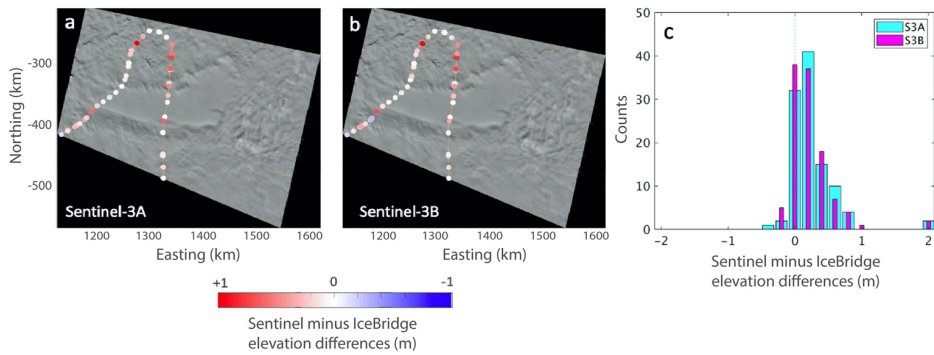 a
b
c
Northing (km)
-300
-400
-500
Sentinel-3A
Sentinel-3B
1200 1300 1400 1500 1600
1200 1300 1400 1500 1600
Easting (km)
Easting (km)
+1 0 -1
Sentinel minus IceBridge
elevation differences (m)
S3A
S3B
Counts
50
40
30
20
10
0
-2 -1 0 1 2
Sentinel minus IceBridge
elevation differences (m)